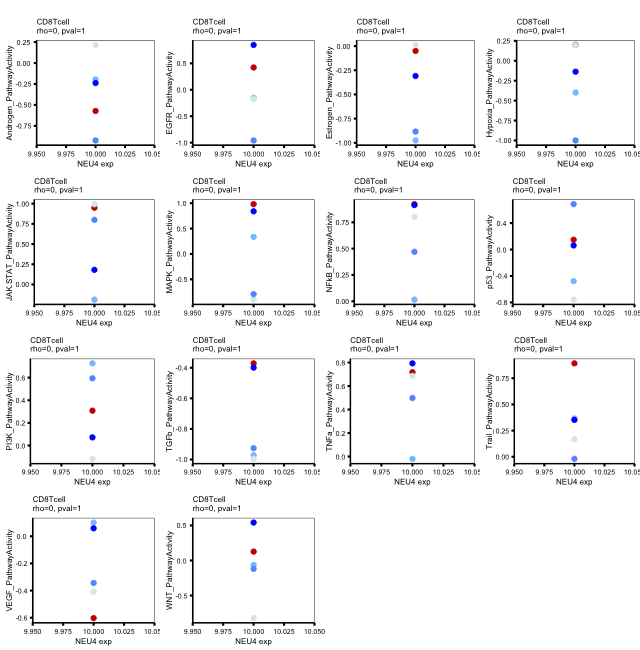 CD8Tcell
rho=0, pval=1
Androgen_PathwayActivity
0.25
0.00
-0.25
-0.50
-0.75
9.950 9.975 10.000 10.025 10.05
NEU4 exp
CD8Tcell
rho=0, pval=1
EGFR_PathwayActivity
0.5
0.0
-0.5
-1.0
9.950 9.975 10.000 10.025 10.05
NEU4 exp
CD8Tcell
rho=0, pval=1
Estrogen_PathwayActivity
0.00
-0.25
-0.50
-0.75
-1.00
9.950 9.975 10.000 10.025 10.05
NEU4 exp
CD8Tcell
rho=0, pval=1
Hypoxia_PathwayActivity
0.25
0.00
-0.25
-0.50
-0.75
-1.00
9.950 9.975 10.000 10.025 10.05
NEU4 exp
CD8Tcell
rho=0, pval=1
JAK.STAT_PathwayActivity
1.00
0.75
0.50
0.25
0.00
9.950 9.975 10.000 10.025 10.05
NEU4 exp
CD8Tcell
rho=0, pval=1
MAPK_PathwayActivity
1.0
0.5
0.0
-0.5
9.950 9.975 10.000 10.025 10.05
NEU4 exp
CD8Tcell
rho=0, pval=1
NFkB_PathwayActivity
0.75
0.50
0.25
0.00
9.950 9.975 10.000 10.025 10.05
NEU4 exp
CD8Tcell
rho=0, pval=1
p53_PathwayActivity
0.4
0.0
-0.4
-0.8
9.950 9.975 10.000 10.025 10.05
NEU4 exp
CD8Tcell
rho=0, pval=1
PI3K_PathwayActivity
0.6
0.4
0.2
0.0
9.950 9.975 10.000 10.025 10.05
NEU4 exp
CD8Tcell
rho=0, pval=1
TGFb_PathwayActivity
-0.4
-0.6
-0.8
-1.0
9.950 9.975 10.000 10.025 10.05
NEU4 exp
CD8Tcell
rho=0, pval=1
TNFa_PathwayActivity
0.8
0.6
0.4
0.2
0.0
9.950 9.975 10.000 10.025 10.05
NEU4 exp
CD8Tcell
rho=0, pval=1
Trail_PathwayActivity
0.75
0.50
0.25
0.00
9.950 9.975 10.000 10.025 10.05
NEU4 exp
CD8Tcell
rho=0, pval=1
VEGF_PathwayActivity
0.0
-0.2
-0.4
-0.6
9.950 9.975 10.000 10.025 10.05
NEU4 exp
CD8Tcell
rho=0, pval=1
WNT_PathwayActivity
0.5
0.0
-0.5
9.950 9.975 10.000 10.025 10.050
NEU4 exp